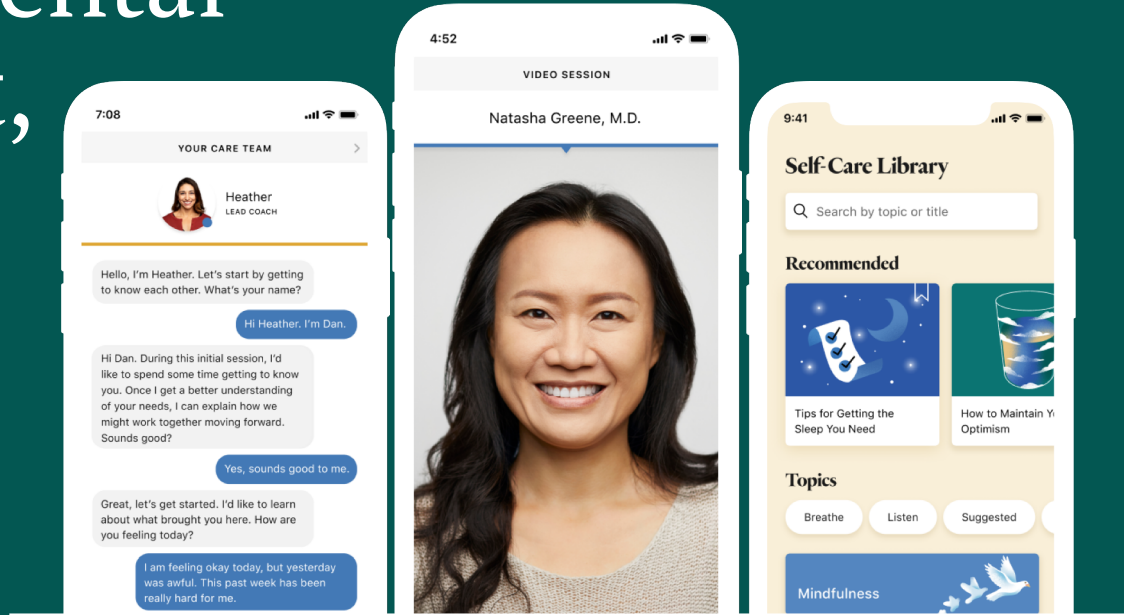 7:08
YOUR CARE TEAM
Heather
LEAD COACH
Hello, I'm Heather. Let's start by getting
to know each other. What's your name?
Hi Heather. I'm Dan.
Hi Dan. During this initial session, I'd
like to spend some time getting to know
you. Once I get a better understanding
of your needs, I can explain how we
might work together moving forward.
Sounds good?
Yes, sounds good to me.
Great, let's get started. I'd like to learn
about what brought you here. How are
you feeling today?
I am feeling okay today, but yesterday
was awful. This past week has been
really hard for me.
4:52
VIDEO SESSION
Natasha Greene, M.D.
9:41
Self-Care Library
Search by topic or title
Recommended
Tips for Getting the
Sleep You Need
How to Maintain
Optimism
Topics
Breathe
Listen
Suggested
Mindfulness